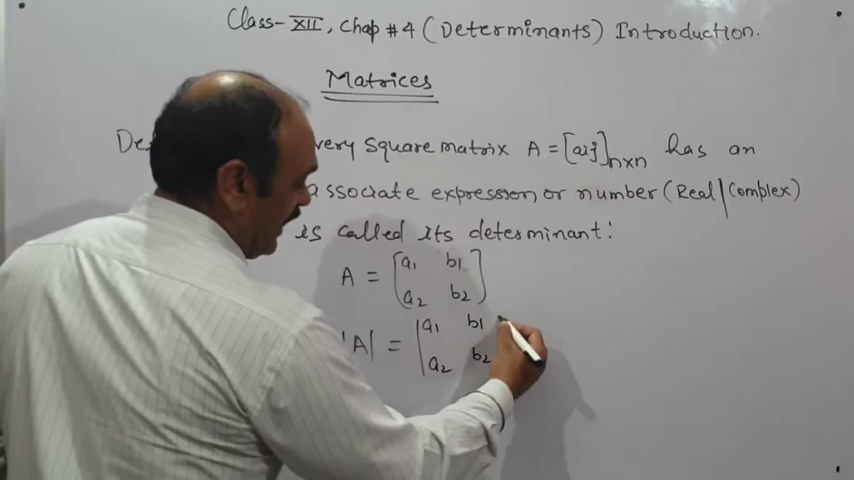 Class-XII, Chap #4 (Determinants) Introduction.
Matrices
very square matrix A = [aij]n×n has an
associate expression or number (Real/Complex)
is called its determinant:
A = [a1 b1
a2 b2]
|A| = |a1 b1
a2 b2